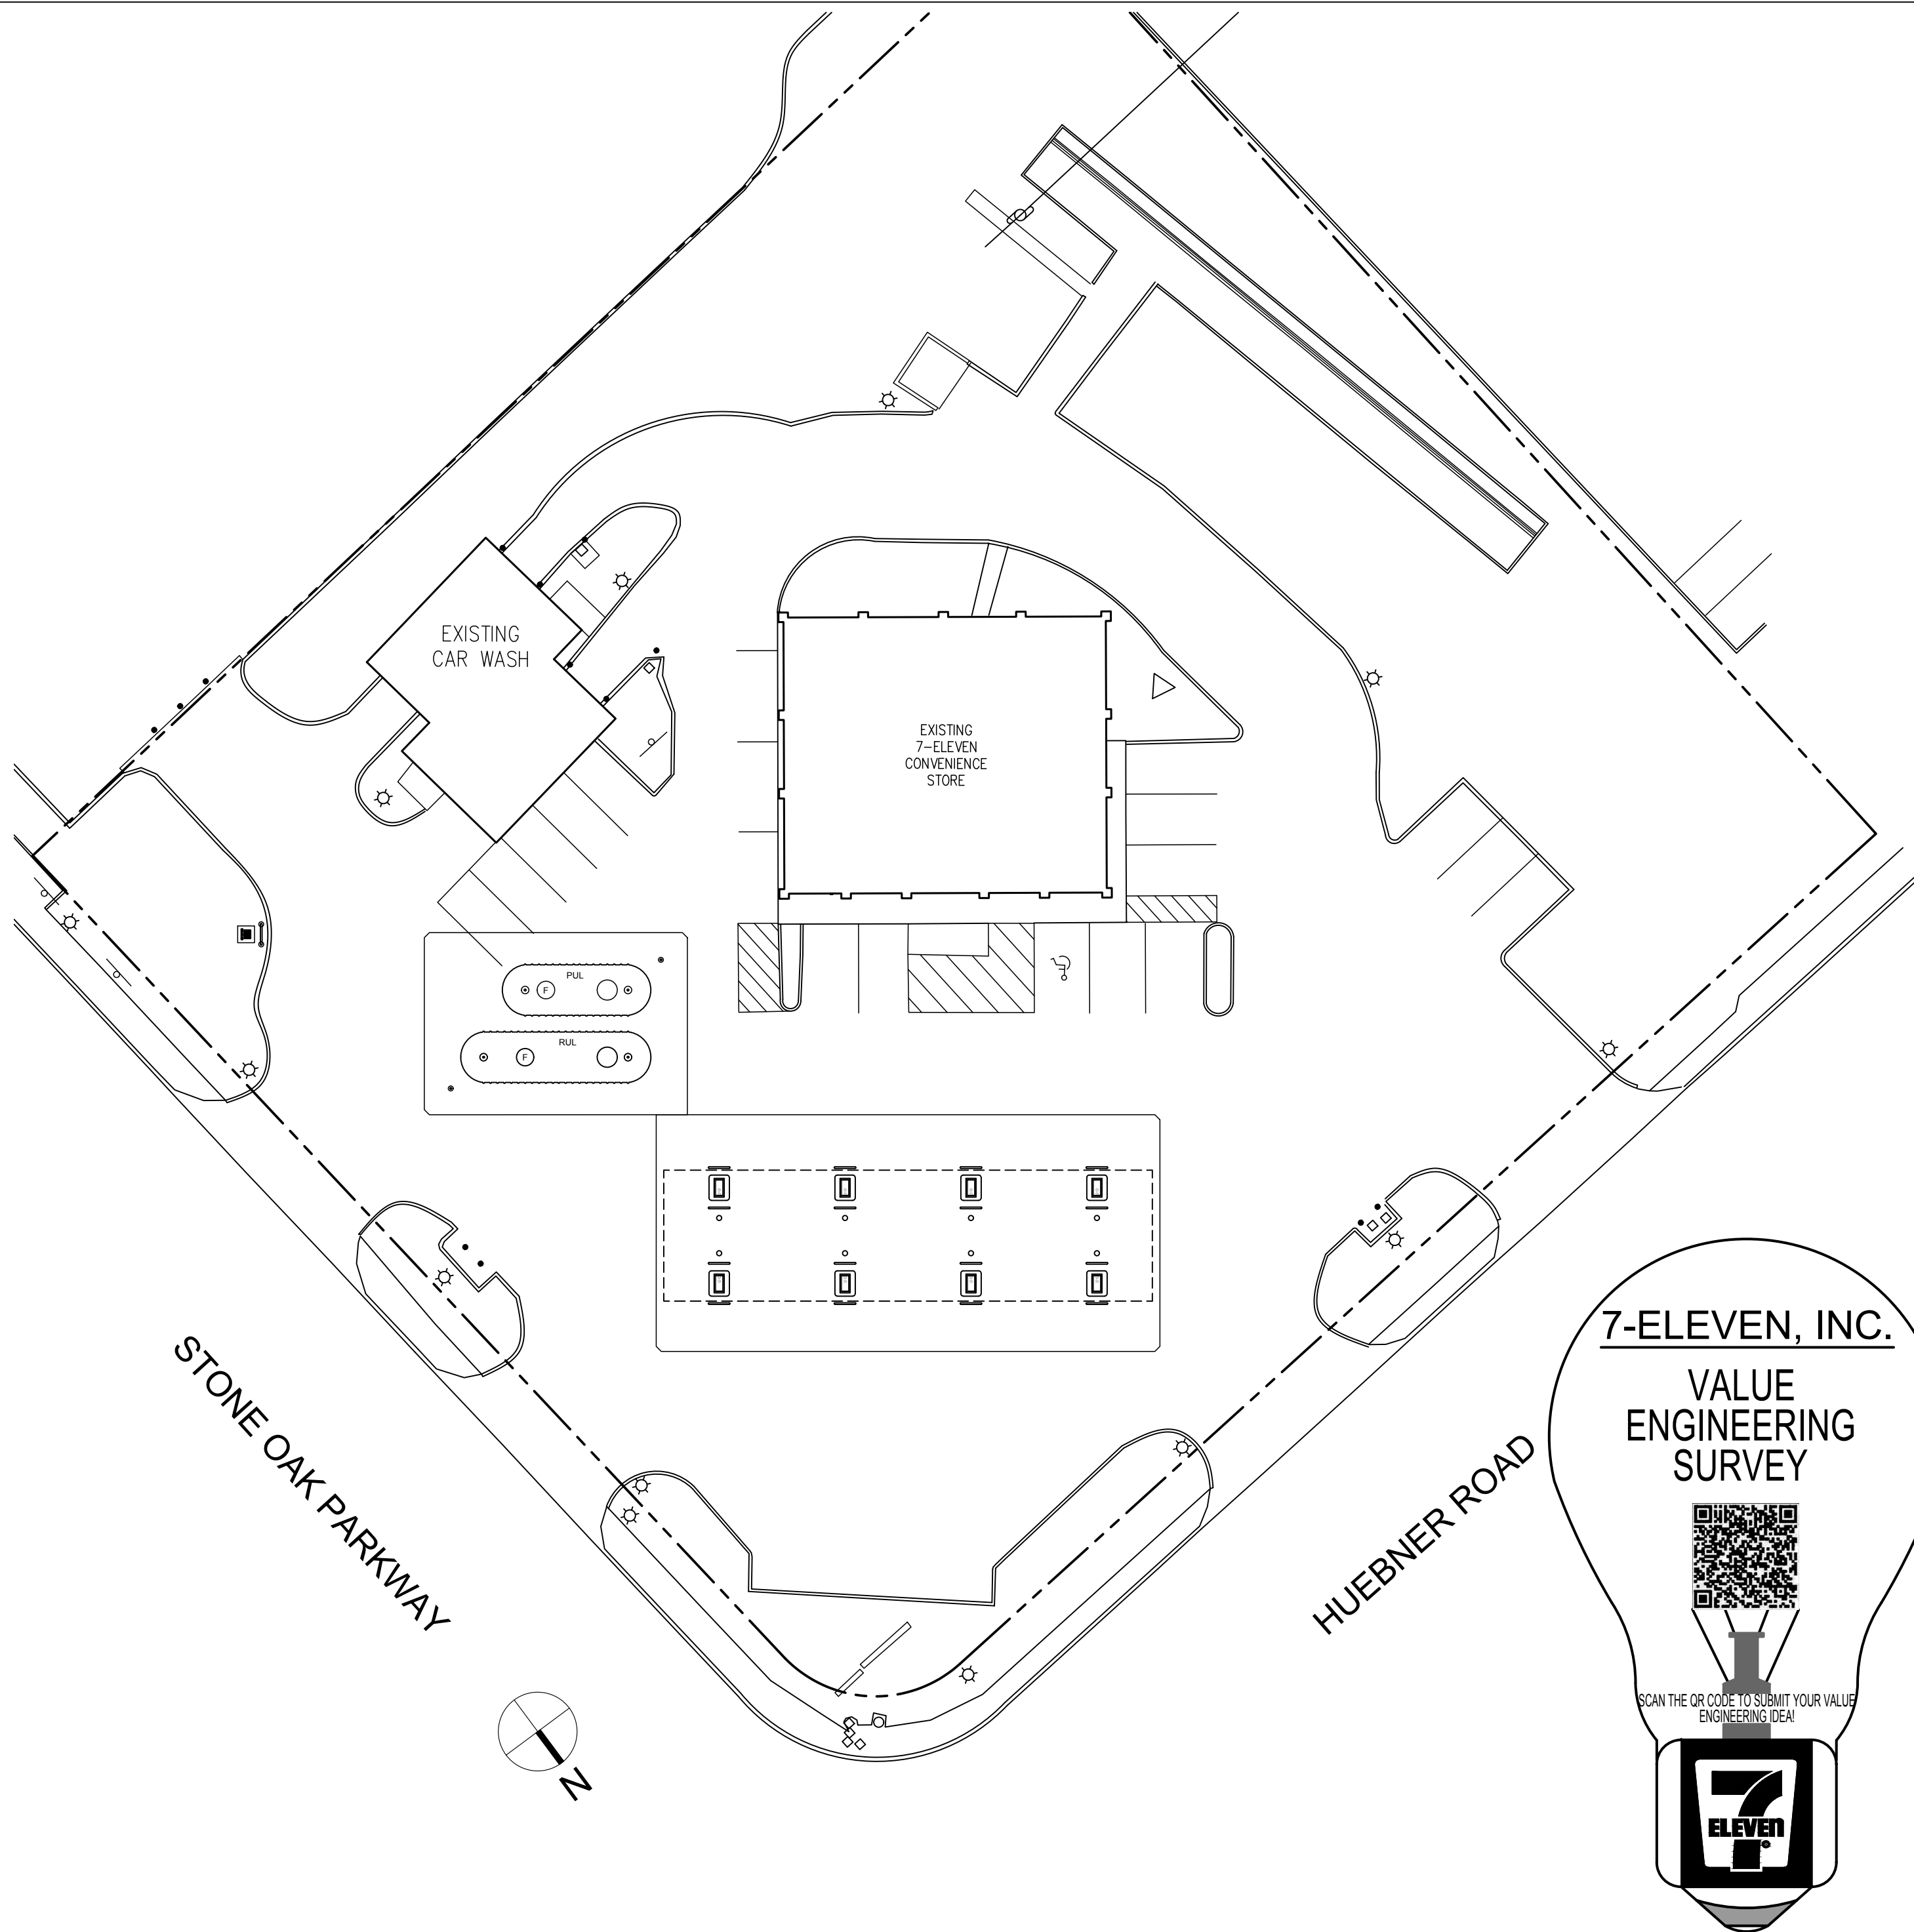 EXISTING
CAR WASH
EXISTING
7-ELEVEN
CONVENIENCE
STORE
PUL
F
RUL
F
STONE OAK PARKWAY
HUEBNER ROAD
N
7-ELEVEN, INC.
VALUE
ENGINEERING
SURVEY
SCAN THE QR CODE TO SUBMIT YOUR VALUE
ENGINEERING IDEA!
7
ELEVEn
®